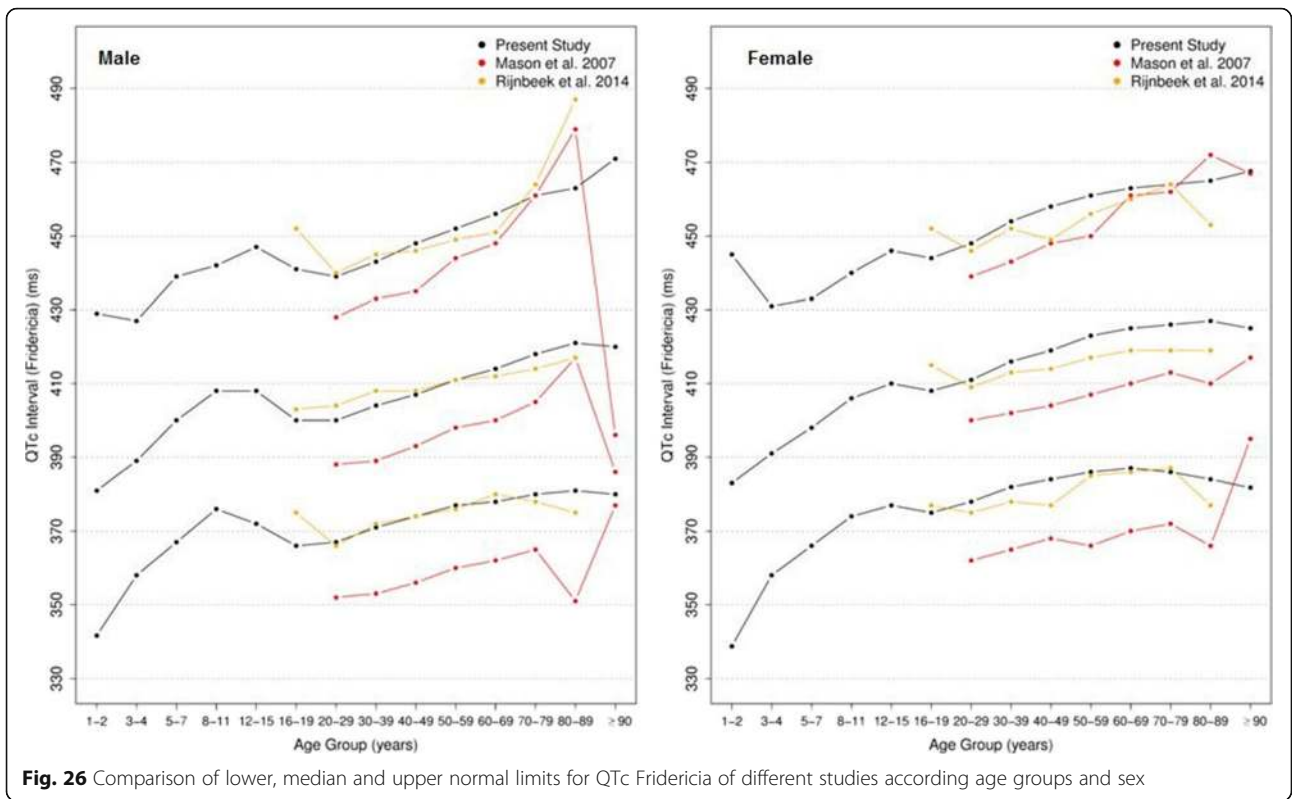 Male
Present Study
Mason et al. 2007
Rijnbeek et al. 2014
QTc Interval (Fridericia) (ms)
490
470
450
430
410
390
370
350
330
1–2 3–4 5–7 8–11 12–15 16–19 20–29 30–39 40–49 50–59 60–69 70–79 80–89 ≥90
Age Group (years)
Female
Present Study
Mason et al. 2007
Rijnbeek et al. 2014
QTc Interval (Fridericia) (ms)
490
470
450
430
410
390
370
350
330
1–2 3–4 5–7 8–11 12–15 16–19 20–29 30–39 40–49 50–59 60–69 70–79 80–89 ≥90
Age Group (years)
Fig. 26 Comparison of lower, median and upper normal limits for QTc Fridericia of different studies according age groups and sex